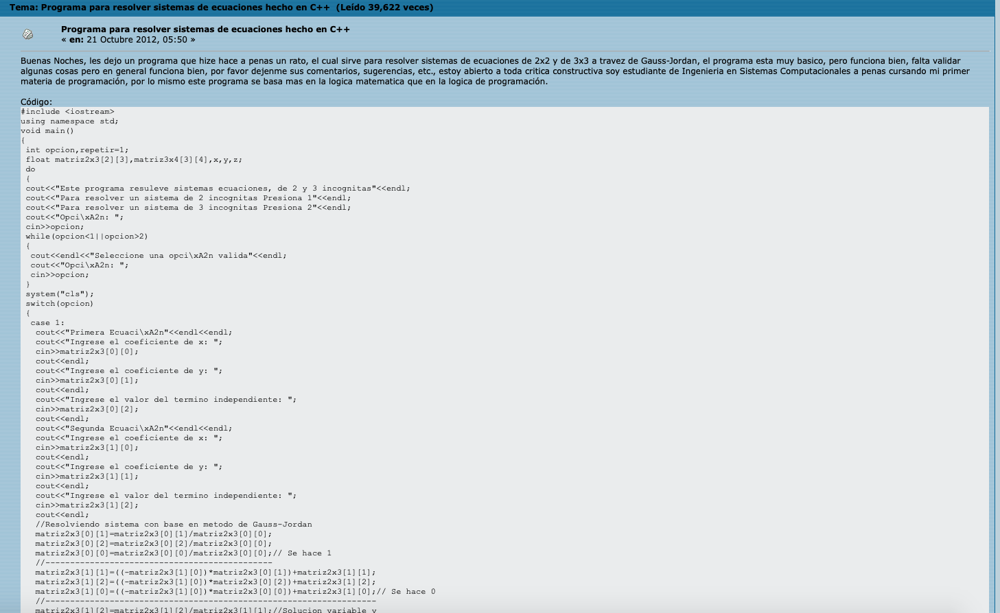 Tema: Programa para resolver sistemas de ecuaciones hecho en C++  (Leído 39,622 veces)
Programa para resolver sistemas de ecuaciones hecho en C++
« en: 21 Octubre 2012, 05:50 »
Buenas Noches, les dejo un programa que hize hace a penas un rato, el cual sirve para resolver sistemas de ecuaciones de 2x2 y de 3x3 a travez de Gauss-Jordan, el programa esta muy basico, pero funciona bien, falta validar
algunas cosas pero en general funciona bien, por favor dejenme sus comentarios, sugerencias, etc., estoy abierto a toda critica constructiva soy estudiante de Ingenieria en Sistemas Computacionales a penas cursando mi primer
materia de programación, por lo mismo este programa se basa mas en la logica matematica que en la logica de programación.
Código:
#include <iostream>
using namespace std;
void main()
{
 int opcion,repetir=1;
 float matriz2x3[2][3],matriz3x4[3][4],x,y,z;
 do
 {
 cout<<"Este programa resuleve sistemas ecuaciones, de 2 y 3 incognitas"<<endl;
 cout<<"Para resolver un sistema de 2 incognitas Presiona 1"<<endl;
 cout<<"Para resolver un sistema de 3 incognitas Presiona 2"<<endl;
 cout<<"Opci\xA2n: ";
 cin>>opcion;
 while(opcion<1||opcion>2)
 {
  cout<<endl<<"Seleccione una opci\xA2n valida"<<endl;
  cout<<"Opci\xA2n: ";
  cin>>opcion;
 }
 system("cls");
 switch(opcion)
 {
  case 1:
   cout<<"Primera Ecuaci\xA2n"<<endl<<endl;
   cout<<"Ingrese el coeficiente de x: ";
   cin>>matriz2x3[0][0];
   cout<<endl;
   cout<<"Ingrese el coeficiente de y: ";
   cin>>matriz2x3[0][1];
   cout<<endl;
   cout<<"Ingrese el valor del termino independiente: ";
   cin>>matriz2x3[0][2];
   cout<<endl;
   cout<<"Segunda Ecuaci\xA2n"<<endl<<endl;
   cout<<"Ingrese el coeficiente de x: ";
   cin>>matriz2x3[1][0];
   cout<<endl;
   cout<<"Ingrese el coeficiente de y: ";
   cin>>matriz2x3[1][1];
   cout<<endl;
   cout<<"Ingrese el valor del termino independiente: ";
   cin>>matriz2x3[1][2];
   cout<<endl;
   //Resolviendo sistema con base en metodo de Gauss-Jordan
   matriz2x3[0][1]=matriz2x3[0][1]/matriz2x3[0][0];
   matriz2x3[0][2]=matriz2x3[0][2]/matriz2x3[0][0];
   matriz2x3[0][0]=matriz2x3[0][0]/matriz2x3[0][0];// Se hace 1
   //----------------------------------------------
   matriz2x3[1][1]=((-matriz2x3[1][0])*matriz2x3[0][1])+matriz2x3[1][1];
   matriz2x3[1][2]=((-matriz2x3[1][0])*matriz2x3[0][2])+matriz2x3[1][2];
   matriz2x3[1][0]=((-matriz2x3[1][0])*matriz2x3[0][0])+matriz2x3[1][0];// Se hace 0
   //-------------------------------------------------------------------
   matriz2x3[1][2]=matriz2x3[1][2]/matriz2x3[1][1];//Solucion variable y